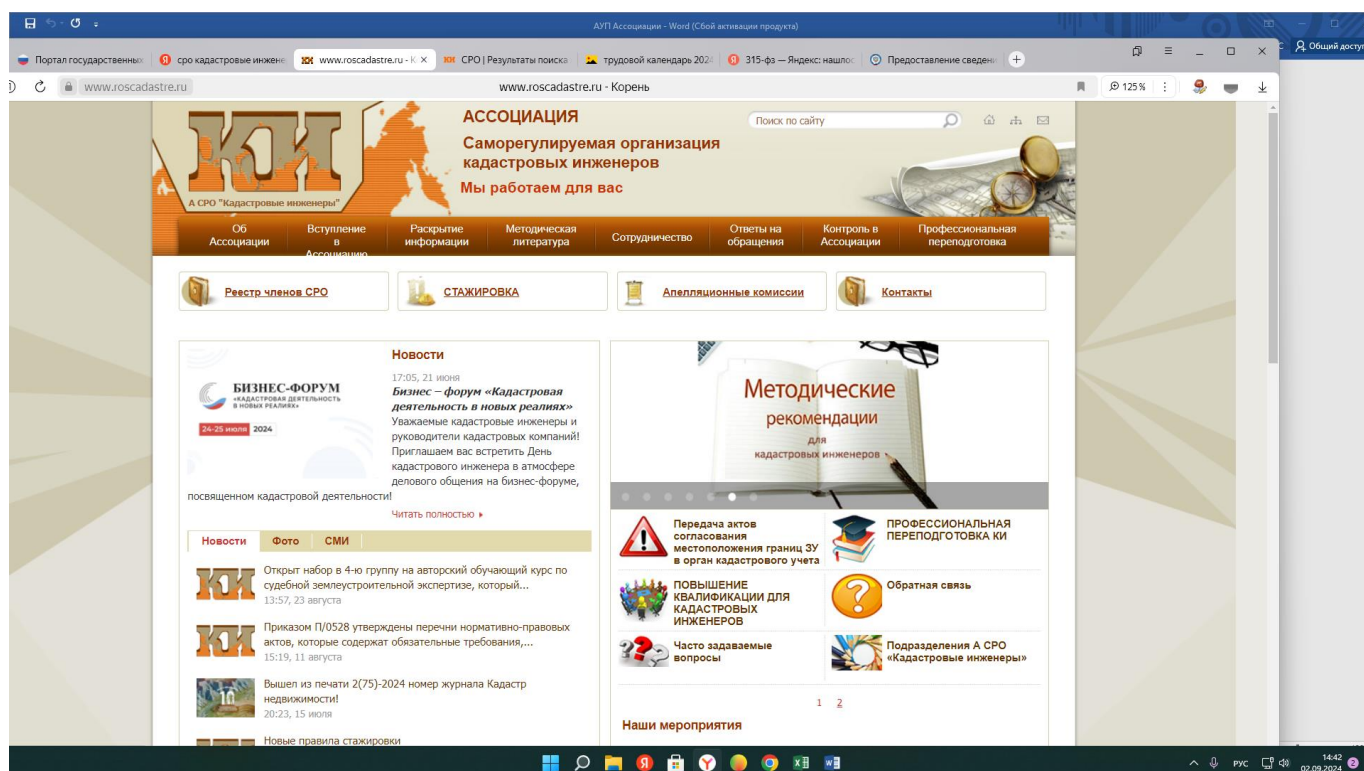 АУП Ассоциации - Word (Сбой активации продукта)
Общий доступ
Портал государственных
сро кадастровые инжене
www.roscadastre.ru - К
СРО | Результаты поиска
трудовой календарь 202
315-фз — Яндекс: нашлос
Предоставление сведени
www.roscadastre.ru
www.roscadastre.ru - Корень
125 %
КИ
А СРО "Кадастровые инженеры"
АССОЦИАЦИЯ
Саморегулируемая организация
кадастровых инженеров
Мы работаем для вас
Поиск по сайту
Об Ассоциации
Вступление в Ассоциацию
Раскрытие информации
Методическая литература
Сотрудничество
Ответы на обращения
Контроль в Ассоциации
Профессиональная переподготовка
Реестр членов СРО
СТАЖИРОВКА
Апелляционные комиссии
Контакты
БИЗНЕС-ФОРУМ
«КАДАСТРОВАЯ ДЕЯТЕЛЬНОСТЬ
В НОВЫХ РЕАЛИЯХ»
24-25 июля 2024
Новости
17:05, 21 июня
Бизнес – форум «Кадастровая
деятельность в новых реалиях»
Уважаемые кадастровые инженеры и
руководители кадастровых компаний!
Приглашаем вас встретить День
кадастрового инженера в атмосфере
делового общения на бизнес-форуме,
посвященном кадастровой деятельности!
Читать полностью
Новости Фото СМИ
КИ
Открыт набор в 4-ю группу на авторский обучающий курс по
судебной землеустроительной экспертизе, который...
13:57, 23 августа
КИ
Приказом П/0528 утверждены перечни нормативно-правовых
актов, которые содержат обязательные требования,...
15:19, 11 августа
Вышел из печати 2(75)-2024 номер журнала Кадастр
недвижимости!
20:23, 15 июля
Новые правила стажировки
Методические
рекомендации
для
кадастровых инженеров
Передача актов
согласования
местоположения границ ЗУ
в орган кадастрового учета
ПРОФЕССИОНАЛЬНАЯ
ПЕРЕПОДГОТОВКА КИ
ПОВЫШЕНИЕ
КВАЛИФИКАЦИИ ДЛЯ
КАДАСТРОВЫХ
ИНЖЕНЕРОВ
Обратная связь
Часто задаваемые
вопросы
Подразделения А СРО
«Кадастровые инженеры»
1 2
Наши мероприятия
РУС
14:42
02.09.2024
2